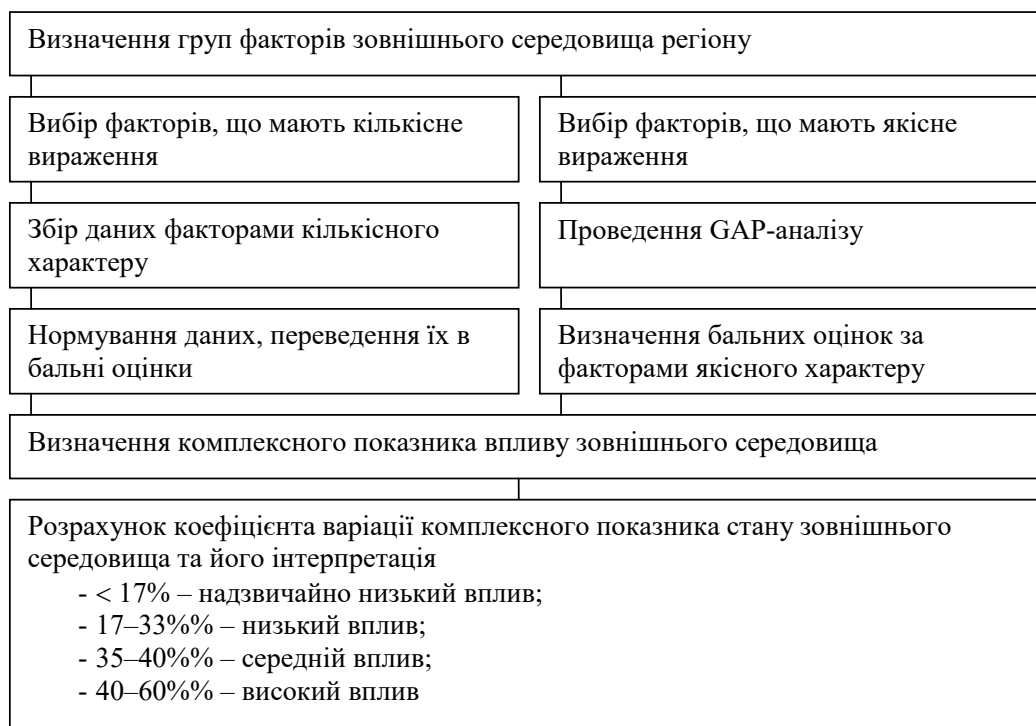 Визначення груп факторів зовнішнього середовища регіону
Вибір факторів, що мають кількісне
вираження
Вибір факторів, що мають якісне
вираження
Збір даних факторами кількісного
характеру
Проведення GAP-аналізу
Нормування даних, переведення їх в
бальні оцінки
Визначення бальних оцінок за
факторами якісного характеру
Визначення комплексного показника впливу зовнішнього середовища
Розрахунок коефіцієнта варіації комплексного показника стану зовнішнього
середовища та його інтерпретація
- < 17% – надзвичайно низький вплив;
- 17–33%% – низький вплив;
- 35–40%% – середній вплив;
- 40–60%% – високий вплив